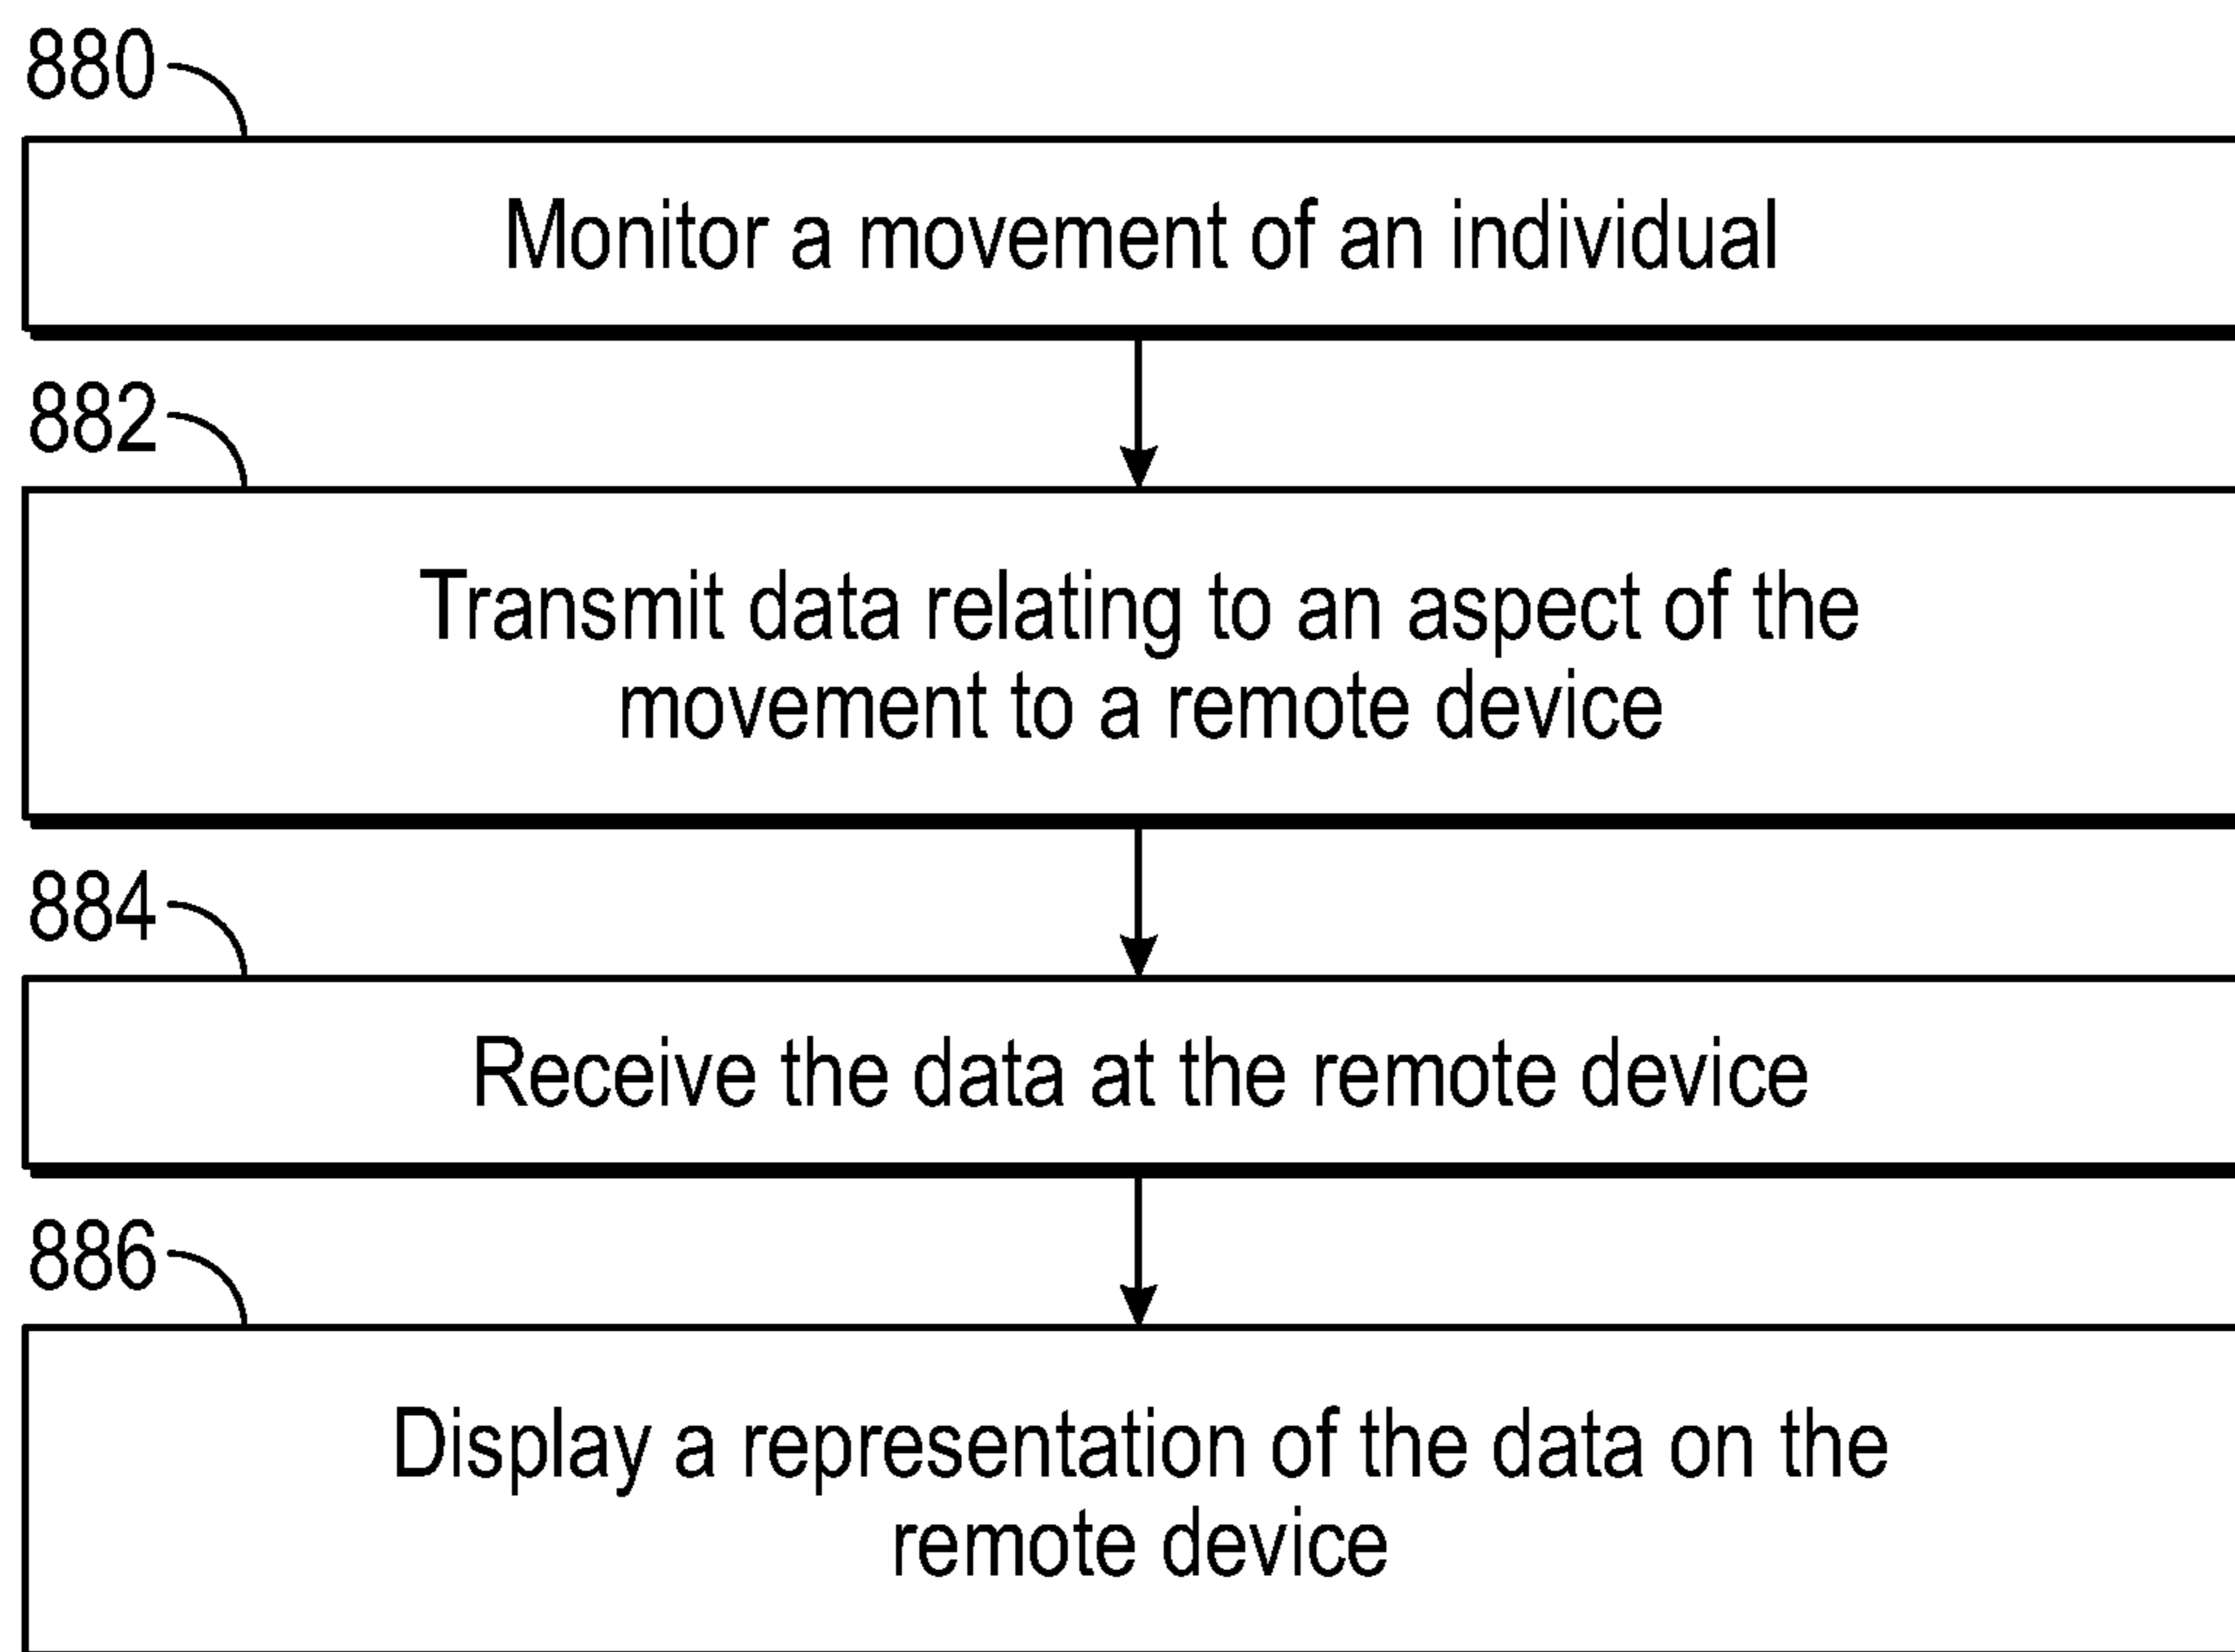 880
Monitor a movement of an individual
882
Transmit data relating to an aspect of the
movement to a remote device
884
Receive the data at the remote device
886
Display a representation of the data on the
remote device